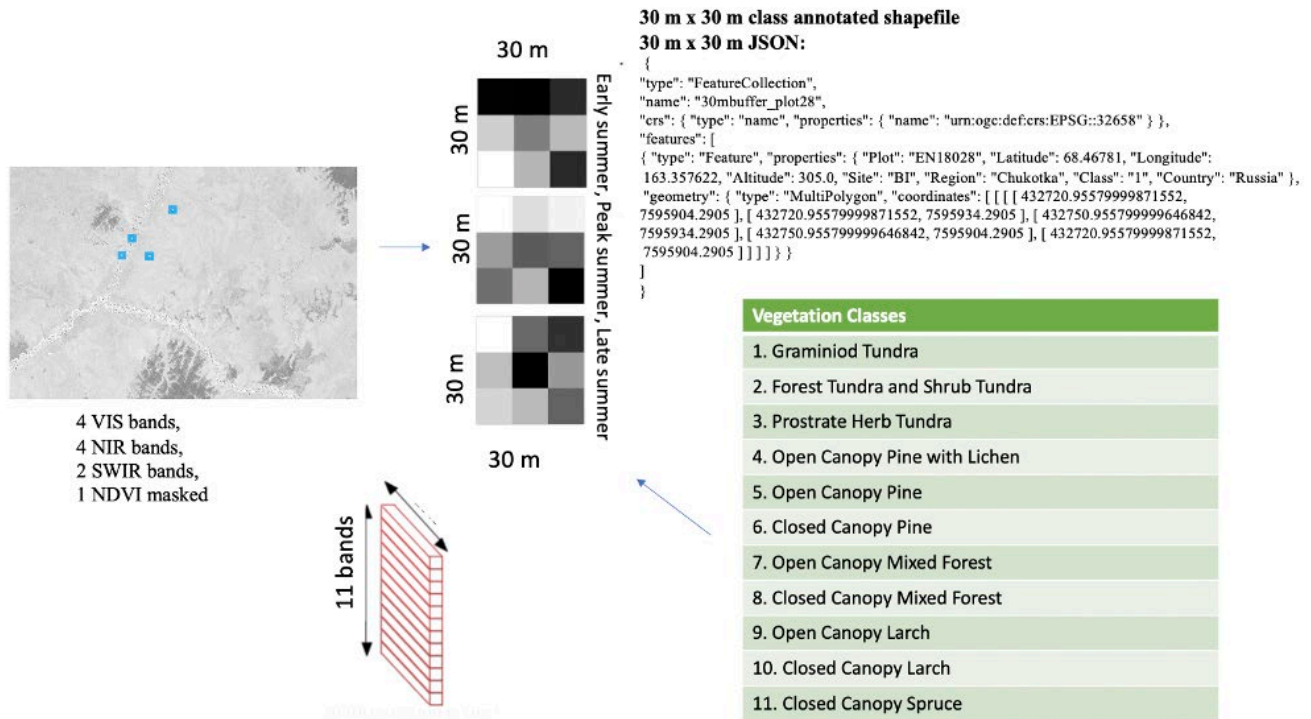 30 m x 30 m class annotated shapefile
30 m x 30 m JSON:
{
"type": "FeatureCollection",
"name": "30mbuffer_plot28",
"crs": { "type": "name", "properties": { "name": "urn:ogc:def:crs:EPSG::32658" } },
"features": [
{ "type": "Feature", "properties": { "Plot": "EN18028", "Latitude": 68.46781, "Longitude":
163.357622, "Altitude": 305.0, "Site": "BI", "Region": "Chukotka", "Class": "1", "Country": "Russia" },
"geometry": { "type": "MultiPolygon", "coordinates": [ [ [ [ 432720.95579999871552,
7595904.2905 ], [ 432720.95579999871552, 7595934.2905 ], [ 432750.955799999646842,
7595934.2905 ], [ 432750.955799999646842, 7595904.2905 ], [ 432720.95579999871552,
7595904.2905 ] ] ] ] } }
]
}
30 m
30 m
30 m
30 m
Early summer, Peak summer, Late summer
30 m
4 VIS bands,
4 NIR bands,
2 SWIR bands,
1 NDVI masked
11 bands
Vegetation Classes
1. Graminiod Tundra
2. Forest Tundra and Shrub Tundra
3. Prostrate Herb Tundra
4. Open Canopy Pine with Lichen
5. Open Canopy Pine
6. Closed Canopy Pine
7. Open Canopy Mixed Forest
8. Closed Canopy Mixed Forest
9. Open Canopy Larch
10. Closed Canopy Larch
11. Closed Canopy Spruce